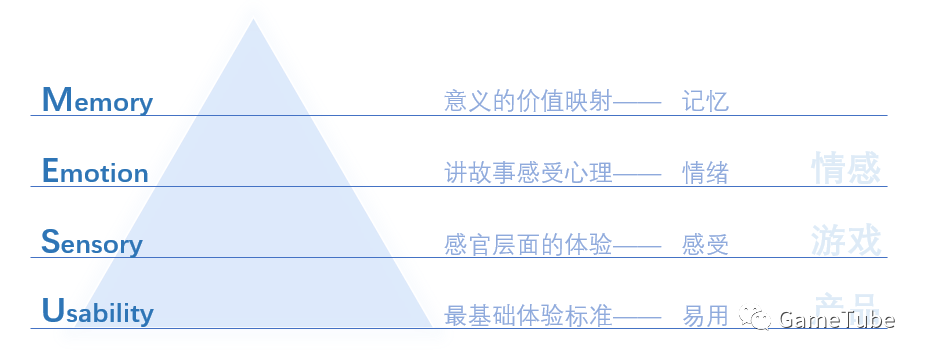 Memory 意义的价值映射—— 记忆
Emotion 讲故事感受心理—— 情绪 情感
Sensory 感官层面的体验—— 感受 游戏
Usability 最基础体验标准—— 易用 产品
GameTube